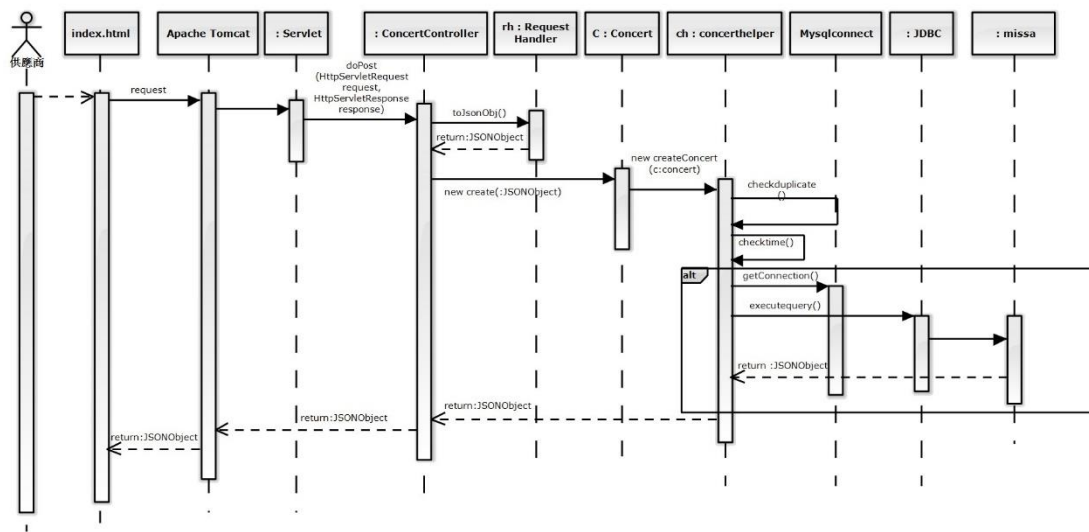 供應商
index.html
Apache Tomcat
: Servlet
: ConcertController
rh : Request
Handler
C : Concert
ch : concerthelper
Mysqlconnect
: JDBC
: missa
request
doPost
(HttpServletRequest
request,
HttpServletResponse
response)
toJsonObj()
return:JSONObject
new create(:JSONObject)
new createConcert
(c:concert)
checkduplicate
()
checktime()
alt
getConnection()
executequery()
return :JSONObject
return:JSONObject
return:JSONObject
return:JSONObject